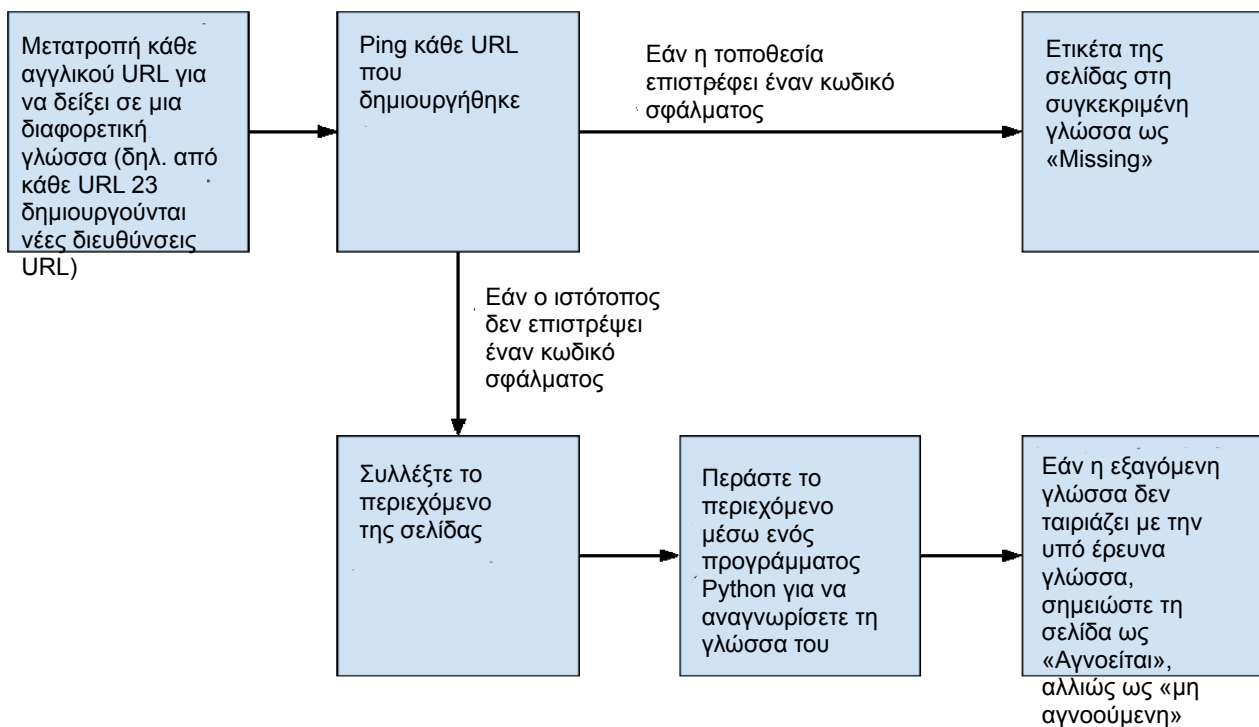 Μετατροπή κάθε
αγγλικού URL για
να δείξει σε μια
διαφορετική
γλώσσα (δηλ. από
κάθε URL 23
δημιουργούνται
νέες διευθύνσεις
URL)
Ping κάθε URL
που
δημιουργήθηκε
Εάν η τοποθεσία
επιστρέφει έναν κωδικό
σφάλματος
Ετικέτα της
σελίδας στη
συγκεκριμένη
γλώσσα ως
«Missing»
Εάν ο ιστότοπος
δεν επιστρέψει
έναν κωδικό
σφάλματος
Συλλέξτε το
περιεχόμενο
της σελίδας
Περάστε το
περιεχόμενο
μέσω ενός
προγράμματος
Python για να
αναγνωρίσετε τη
γλώσσα του
Εάν η εξαγόμενη
γλώσσα δεν
ταιριάζει με την
υπό έρευνα
γλώσσα,
σημειώστε τη
σελίδα ως
«Αγνοείται»,
αλλιώς ως «μη
αγνοούμενη»